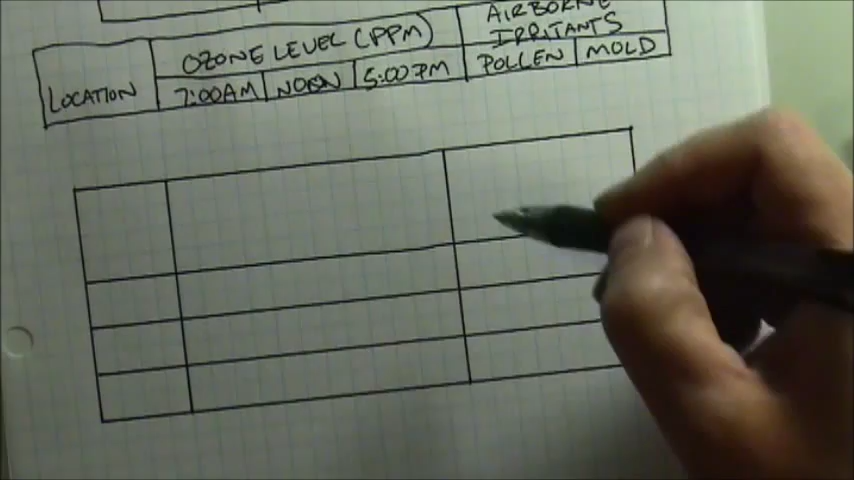 AIRBORNE
IRRITANTS
OZONE LEVEL (PPM)
LOCATION 7:00AM NOON 5:00PM POLLEN MOLD